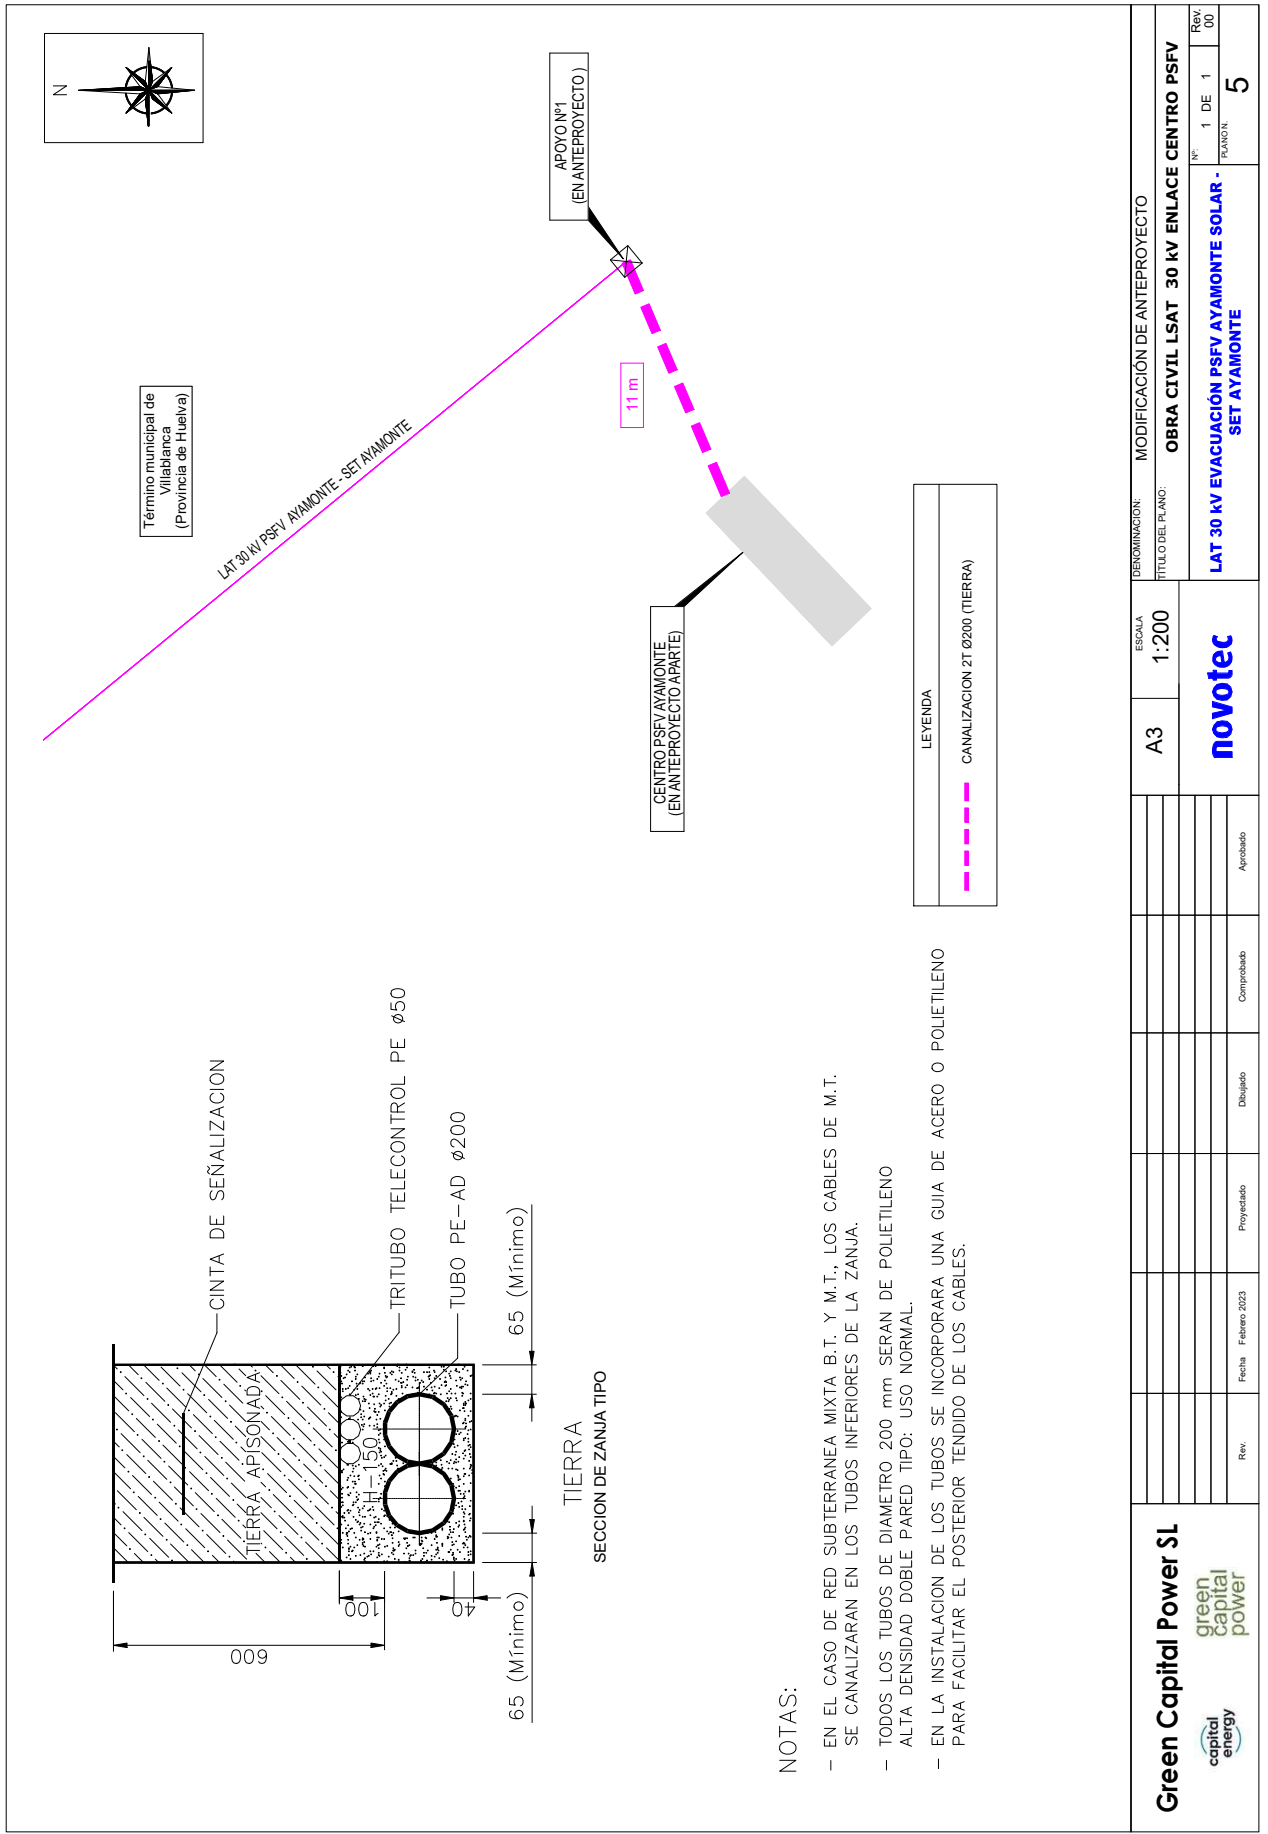 CINTA DE SEÑALIZACION
TRITUBO TELECONTROL PE ø50
TUBO PE-AD ø200
TIERRA APISONADA
H-150
600
100
40
65 (Mínimo)
65 (Mínimo)
TIERRA
SECCION DE ZANJA TIPO
NOTAS:
- EN EL CASO DE RED SUBTERRANEA MIXTA B.T. Y M.T., LOS CABLES DE M.T.
SE CANALIZARAN EN LOS TUBOS INFERIORES DE LA ZANJA.
- TODOS LOS TUBOS DE DIAMETRO 200 mm SERAN DE POLIETILENO
ALTA DENSIDAD DOBLE PARED TIPO: USO NORMAL.
- EN LA INSTALACION DE LOS TUBOS SE INCORPORARA UNA GUIA DE ACERO O POLIETILENO
PARA FACILITAR EL POSTERIOR TENDIDO DE LOS CABLES.
N
Término municipal de
Villablanca
(Provincia de Huelva)
LAT 30 kV PSFV AYAMONTE - SET AYAMONTE
APOYO Nº1
(EN ANTEPROYECTO )
11 m
CENTRO PSFV AYAMONTE
(EN ANTEPROYECTO APARTE)
LEYENDA
CANALIZACION 2T Ø200 (TIERRA)
Green Capital Power SL
capital
energy
green
capital
power
Rev.
Fecha
Febrero 2023
Proyectado
Dibujado
Comprobado
Aprobado
A3
ESCALA
1:200
novotec
DENOMINACION:
MODIFICACIÓN DE ANTEPROYECTO
TÍTULO DEL PLANO:
OBRA CIVIL LSAT 30 kV ENLACE CENTRO PSFV
LAT 30 kV EVACUACIÓN PSFV AYAMONTE SOLAR -
SET AYAMONTE
Nº:
1 DE 1
Rev.
00
PLANO N.
5